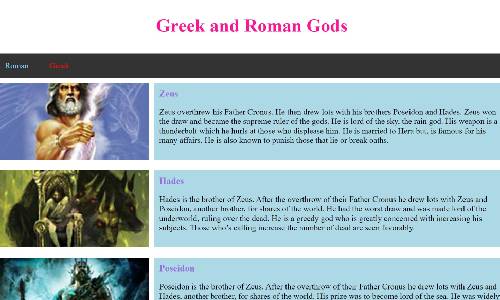 Greek and Roman Gods
Roman Greek
Zeus
Zeus overthrew his Father Cronus. He then drew lots with his brothers Poseidon and Hades. Zeus won
the draw and became the supreme ruler of the gods. He is lord of the sky, the rain god. His weapon is a
thunderbolt which he hurls at those who displease him. He is married to Hera but, is famous for his
many affairs. He is also known to punish those that lie or break oaths.
Hades
Hades is the brother of Zeus. After the overthrow of their Father Cronus he drew lots with Zeus and
Poseidon, another brother, for shares of the world. He had the worst draw and was made lord of the
underworld, ruling over the dead. He is a greedy god who is greatly concerned with increasing his
subjects. Those who's calling increase the number of dead are seen favorably.
Poseidon
Poseidon is the brother of Zeus. After the overthrow of their Father Cronus he drew lots with Zeus and
Hades, another brother, for shares of the world. His prize was to become lord of the sea. He was widely